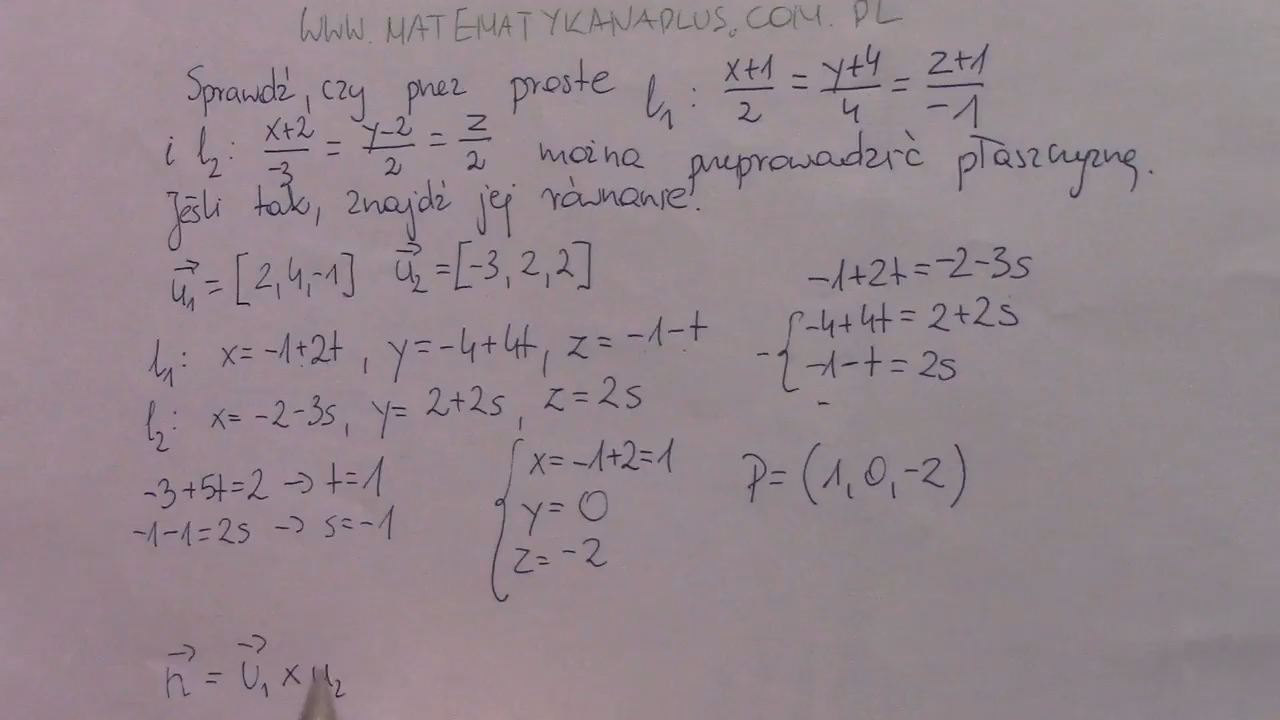 WWW.MATEMATYKANAPLUS.COM.PL
Sprawdź, czy przez proste l₁: (x+1)/2 = (y+4)/4 = (z+1)/-1
i l₂: (x+2)/-3 = (y-2)/2 = z/2 można przeprowadzić płaszczyznę.
Jeśli tak, znajdź jej równanie.
u₁⃗ = [2,4,-1] u₂⃗ = [-3,2,2]
-1+2t = -2-3s
-4+4t = 2+2s
-1-t = 2s
l₁: x = -1+2t, y = -4+4t, z = -1-t
l₂: x = -2-3s, y = 2+2s, z = 2s
-3+5t=2 → t=1
-1-1=2s → s=-1
x = -1+2=1
y = 0
z = -2
P = (1,0,-2)
n⃗ = u₁⃗ × u₂